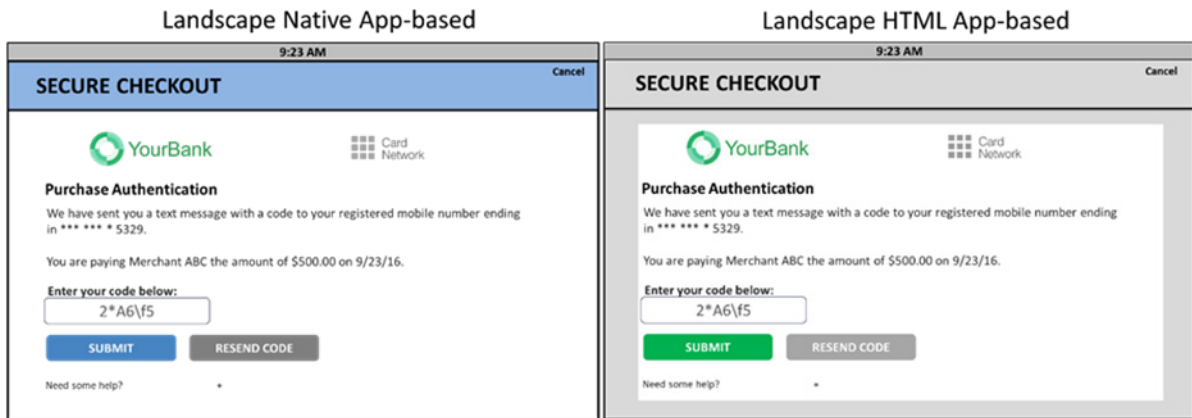 Landscape Native App-based
9:23 AM
SECURE CHECKOUT
Cancel
YourBank
Card
Network
Purchase Authentication
We have sent you a text message with a code to your registered mobile number ending
in *** *** * 5329.
You are paying Merchant ABC the amount of $500.00 on 9/23/16.
Enter your code below:
2*A6\f5
SUBMIT
RESEND CODE
Need some help?
+
Landscape HTML App-based
9:23 AM
SECURE CHECKOUT
Cancel
YourBank
Card
Network
Purchase Authentication
We have sent you a text message with a code to your registered mobile number ending
in *** *** * 5329.
You are paying Merchant ABC the amount of $500.00 on 9/23/16.
Enter your code below:
2*A6\f5
SUBMIT
RESEND CODE
Need some help?
+